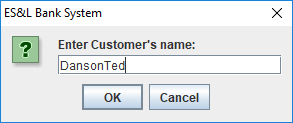 ES&L Bank System
Enter Customer's name:
DansonTed
OK Cancel